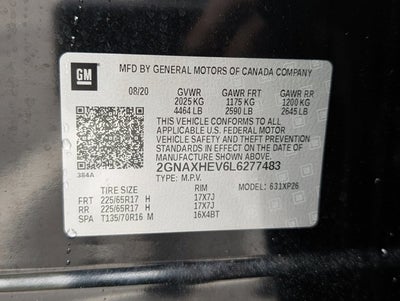 GM MFD BY GENERAL MOTORS OF CANADA COMPANY
08/20 GVWR GAWR FRT GAWR RR
2025 KG 1175 KG 1200 KG
4464 LB 2590 LB 2645 LB
THIS VEHICLE CONFORMS TO ALL
APPLICABLE U.S. FEDERAL MOTOR
VEHICLE SAFETY AND THEFT PREVENTION
STANDARDS IN EFFECT ON THE DATE OF
MANUFACTURE SHOWN ABOVE.
384A 2GNAXHEV6L6277483
TYPE: M.P.V.
TIRE SIZE RIM MODEL: 631XP26
FRT 225/65R17 H 17X7J
RR 225/65R17 H 17X7J
SPA T135/70R16 M 16X4BT